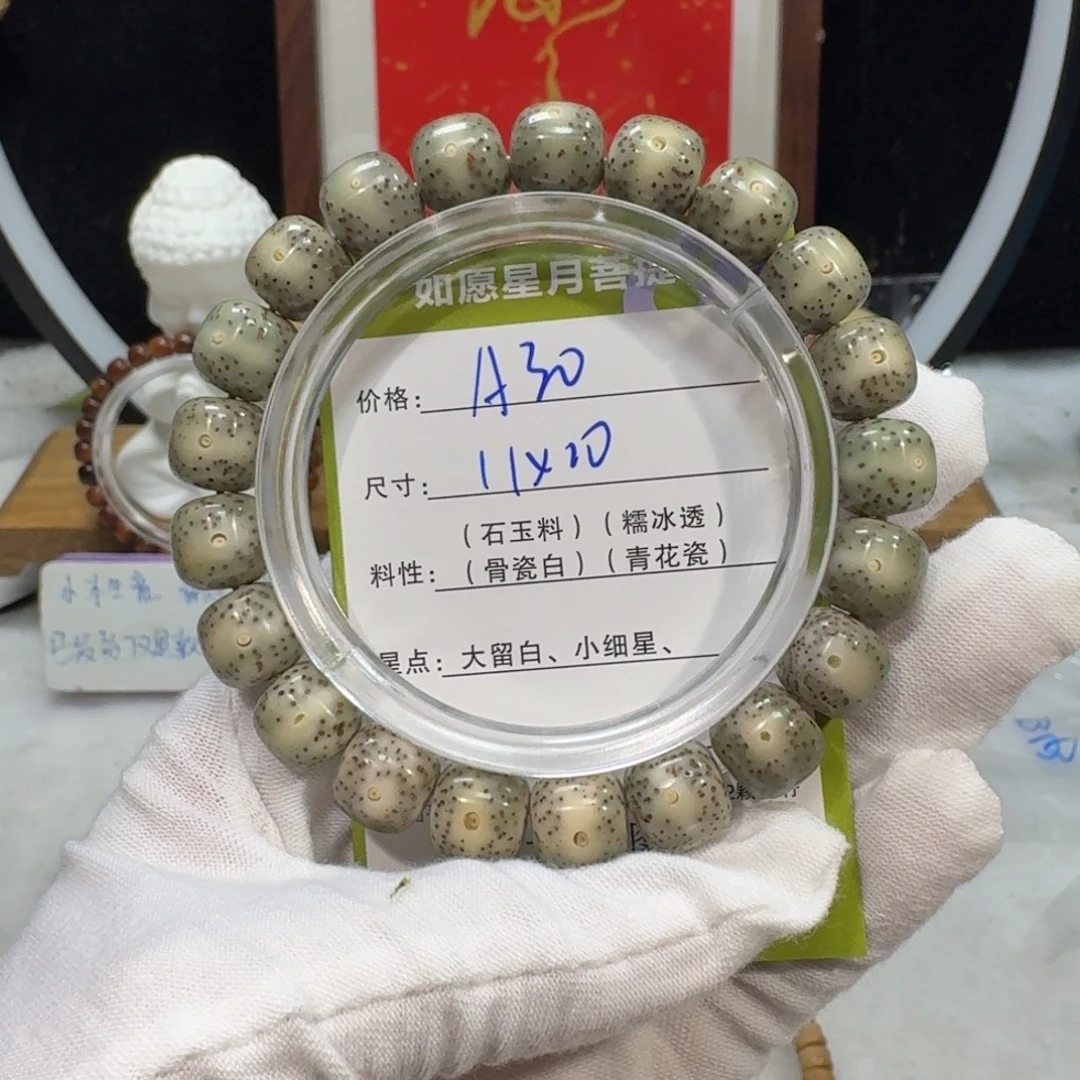 如愿星月菩提
价格: A30
尺寸: 11x10
(石玉料)(糯冰透)
料性: (骨瓷白)(青花瓷)
星点: 大留白、小细星、